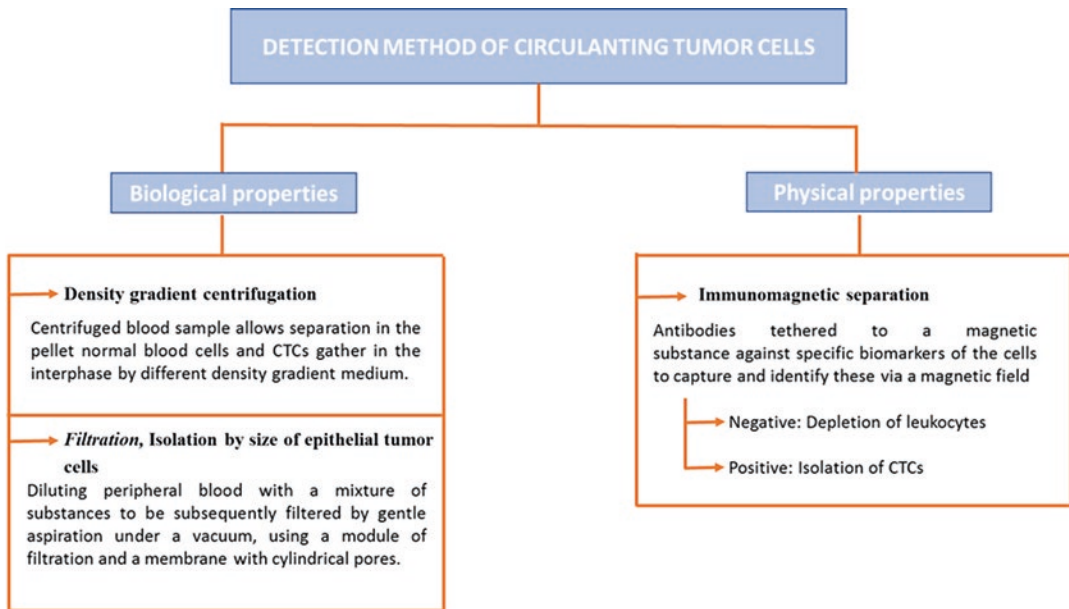 DETECTION METHOD OF CIRCULANTING TUMOR CELLS
Biological properties
Density gradient centrifugation
Centrifuged blood sample allows separation in the
pellet normal blood cells and CTCs gather in the
interphase by different density gradient medium.
Filtration, Isolation by size of epithelial tumor
cells
Diluting peripheral blood with a mixture of
substances to be subsequently filtered by gentle
aspiration under a vacuum, using a module of
filtration and a membrane with cylindrical pores.
Physical properties
Immunomagnetic separation
Antibodies tethered to a magnetic
substance against specific biomarkers of the cells
to capture and identify these via a magnetic field
Negative: Depletion of leukocytes
Positive: Isolation of CTCs